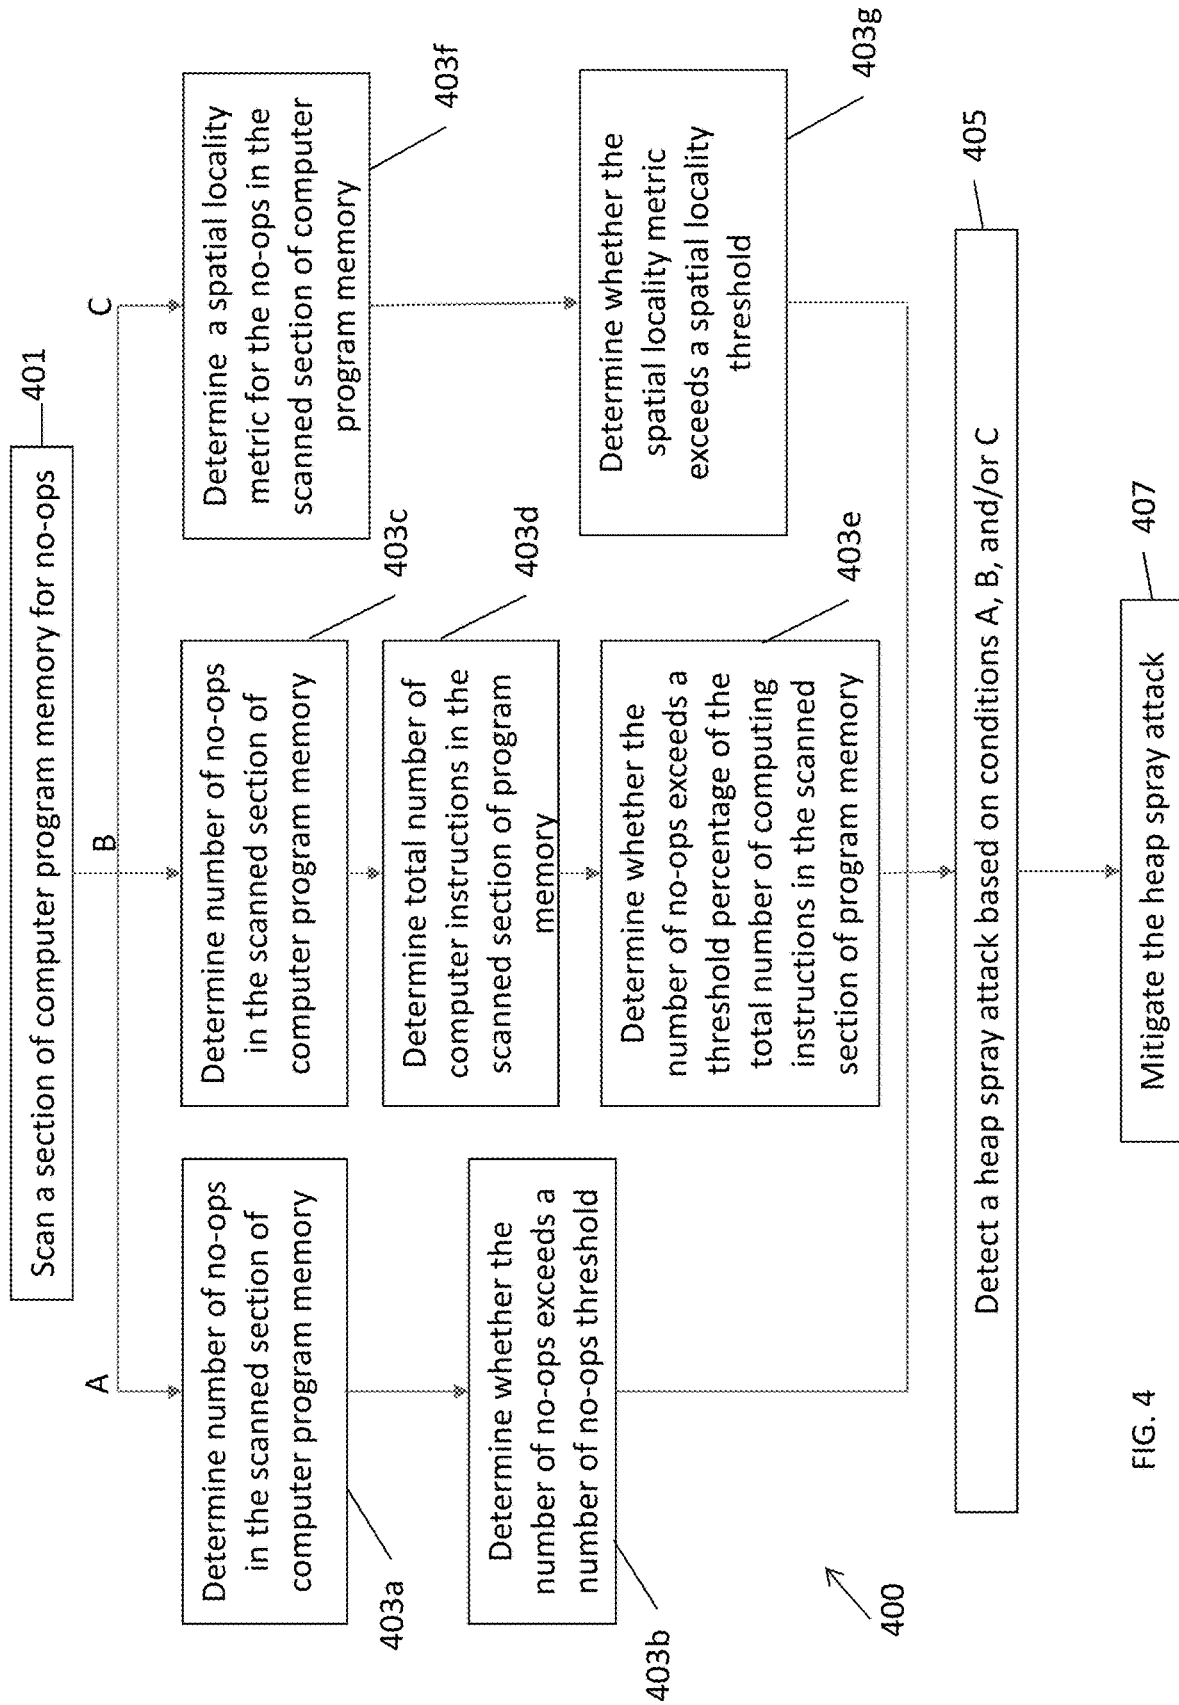 Scan a section of computer program memory for no-ops
401
A
B
C
Determine number of no-ops
in the scanned section of
computer program memory
403a
Determine whether the
number of no-ops exceeds a
number of no-ops threshold
403b
Determine number of no-ops
in the scanned section of
computer program memory
403c
Determine total number of
computer instructions in the
scanned section of program
memory
403d
Determine whether the
number of no-ops exceeds a
threshold percentage of the
total number of computing
instructions in the scanned
section of program memory
403e
Determine a spatial locality
metric for the no-ops in the
scanned section of computer
program memory
403f
Determine whether the
spatial locality metric
exceeds a spatial locality
threshold
403g
Detect a heap spray attack based on conditions A, B, and/or C
405
Mitigate the heap spray attack
407
400
FIG. 4